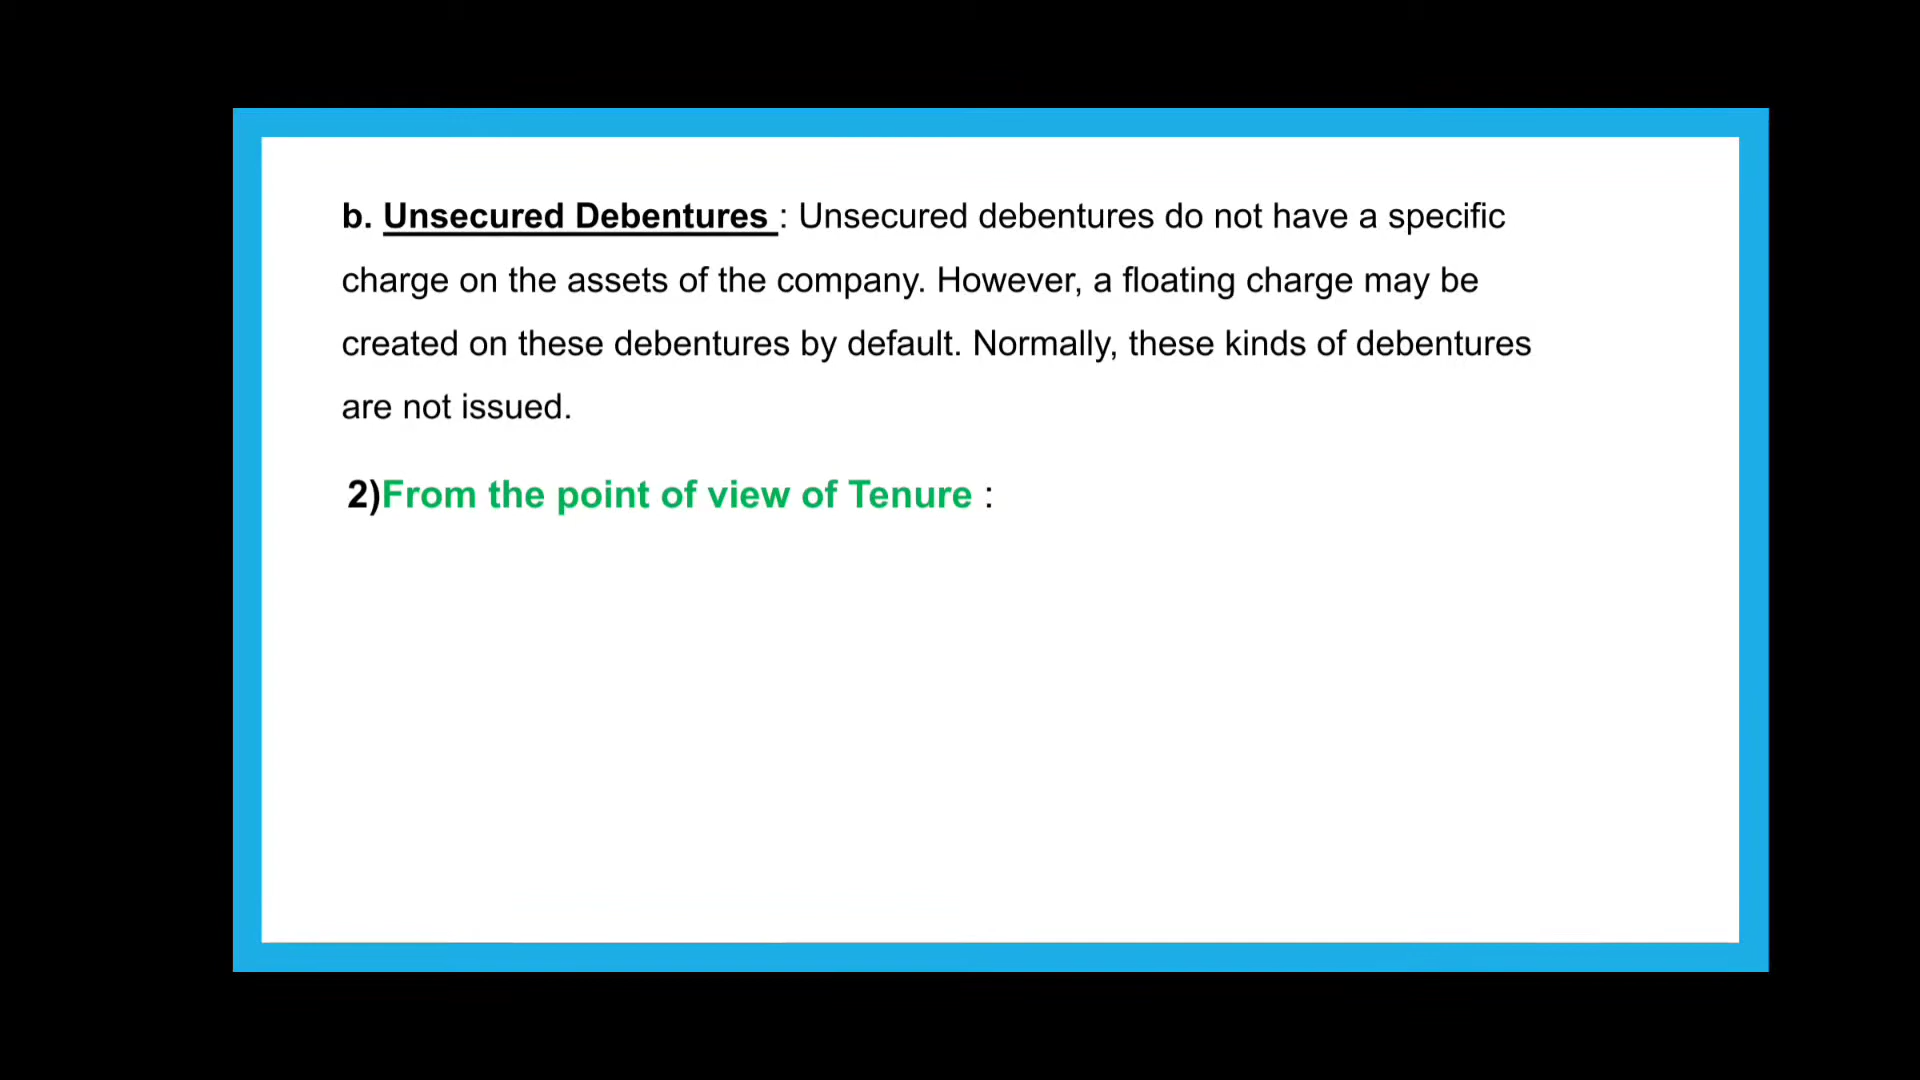 b. Unsecured Debentures : Unsecured debentures do not have a specific
charge on the assets of the company. However, a floating charge may be
created on these debentures by default. Normally, these kinds of debentures
are not issued.
2)From the point of view of Tenure :